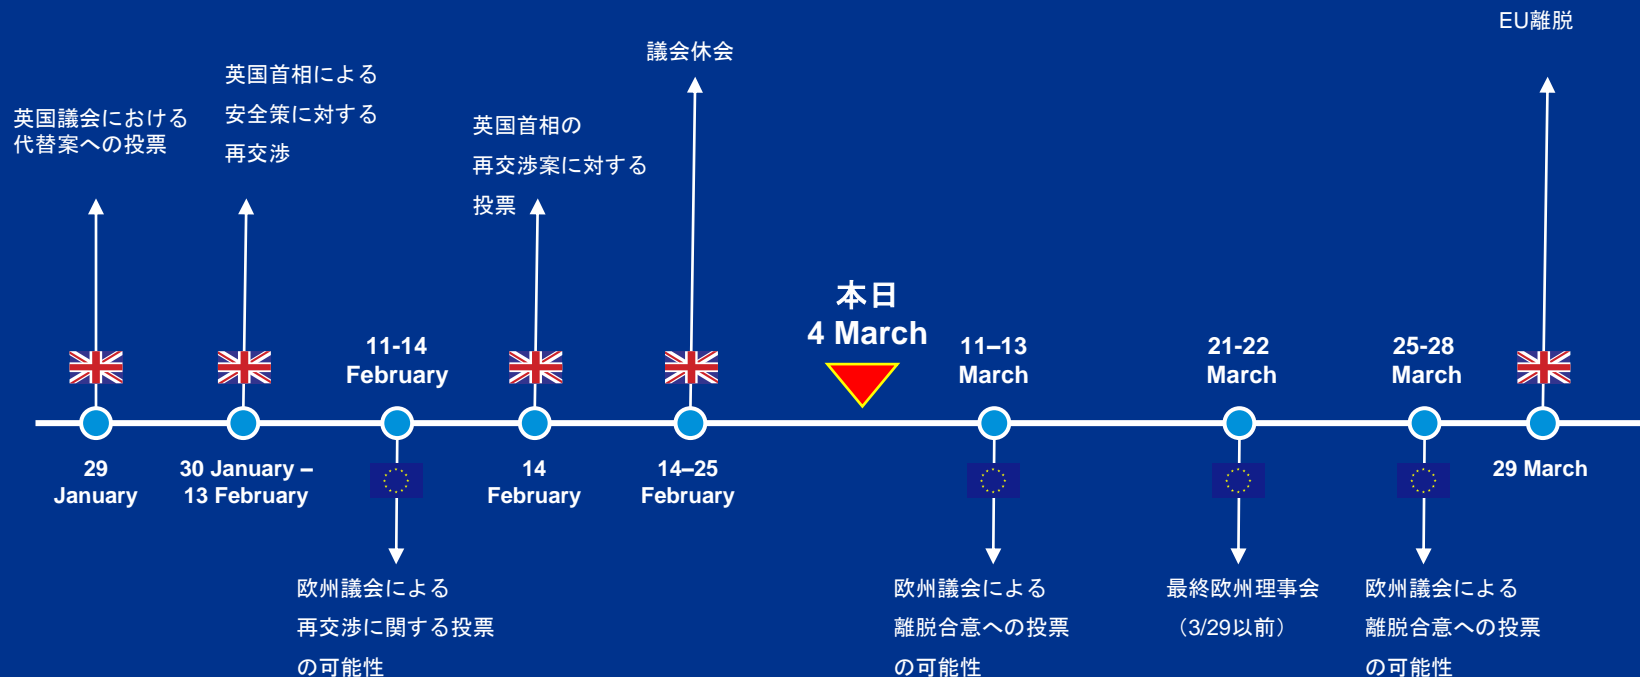 EU離脱
議会休会
英国首相による
安全策に対する
再交渉
英国議会における
代替案への投票
英国首相の
再交渉案に対する
投票
本日
4 March
11-14
February
11–13
March
21-22
March
25-28
March
29
January
30 January –
13 February
14
February
14–25
February
29 March
欧州議会による
再交渉に関する投票
の可能性
欧州議会による
離脱合意への投票
の可能性
最終欧州理事会
（3/29以前）
欧州議会による
離脱合意への投票
の可能性